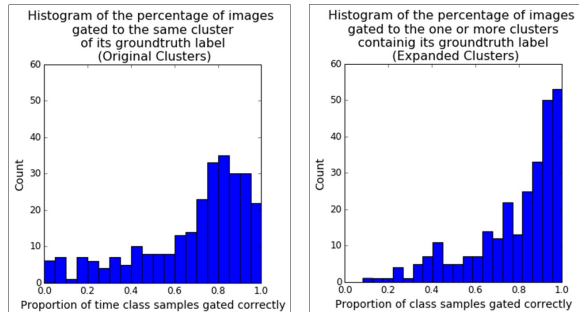 Histogram of the percentage of images
gated to the same cluster
of its groundtruth label
(Original Clusters)
60
50
40
30
20
10
0
Count
0.0 0.2 0.4 0.6 0.8 1.0
Proportion of time class samples gated correctly
Histogram of the percentage of images
gated to the one or more clusters
containig its groundtruth label
(Expanded Clusters)
60
50
40
30
20
10
0
Count
0.0 0.2 0.4 0.6 0.8 1.0
Proportion of class samples gated correctly